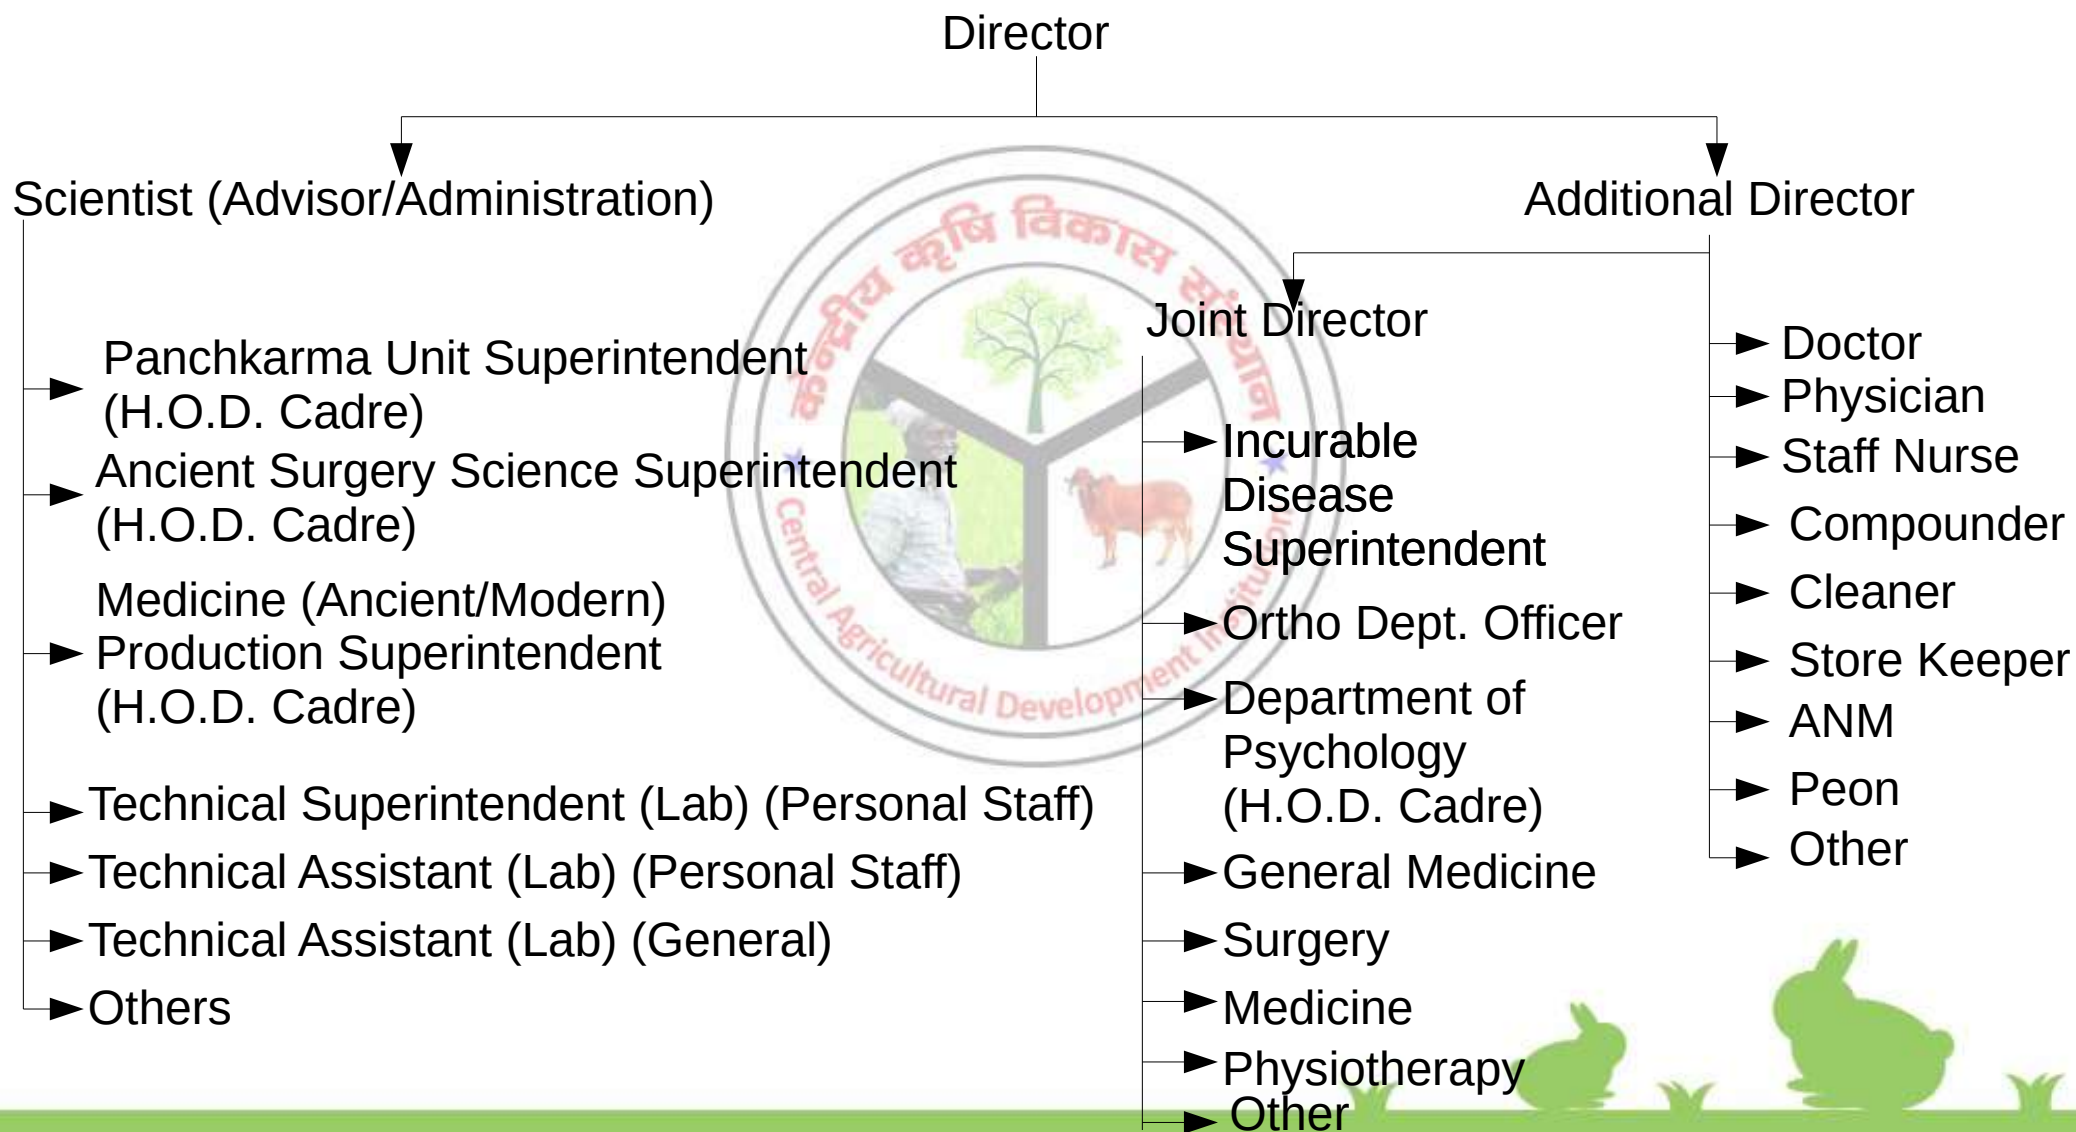 Director
Scientist (Advisor/Administration)
Additional Director
Joint Director
Panchkarma Unit Superintendent
(H.O.D. Cadre)
Ancient Surgery Science Superintendent
(H.O.D. Cadre)
Medicine (Ancient/Modern)
Production Superintendent
(H.O.D. Cadre)
Technical Superintendent (Lab) (Personal Staff)
Technical Assistant (Lab) (Personal Staff)
Technical Assistant (Lab) (General)
Others
Incurable
Disease
Superintendent
Ortho Dept. Officer
Department of
Psychology
(H.O.D. Cadre)
General Medicine
Surgery
Medicine
Physiotherapy
Other
Doctor
Physician
Staff Nurse
Compounder
Cleaner
Store Keeper
ANM
Peon
Other
केन्द्रीय कृषि विकास संस्थान
Central Agricultural Development Institution